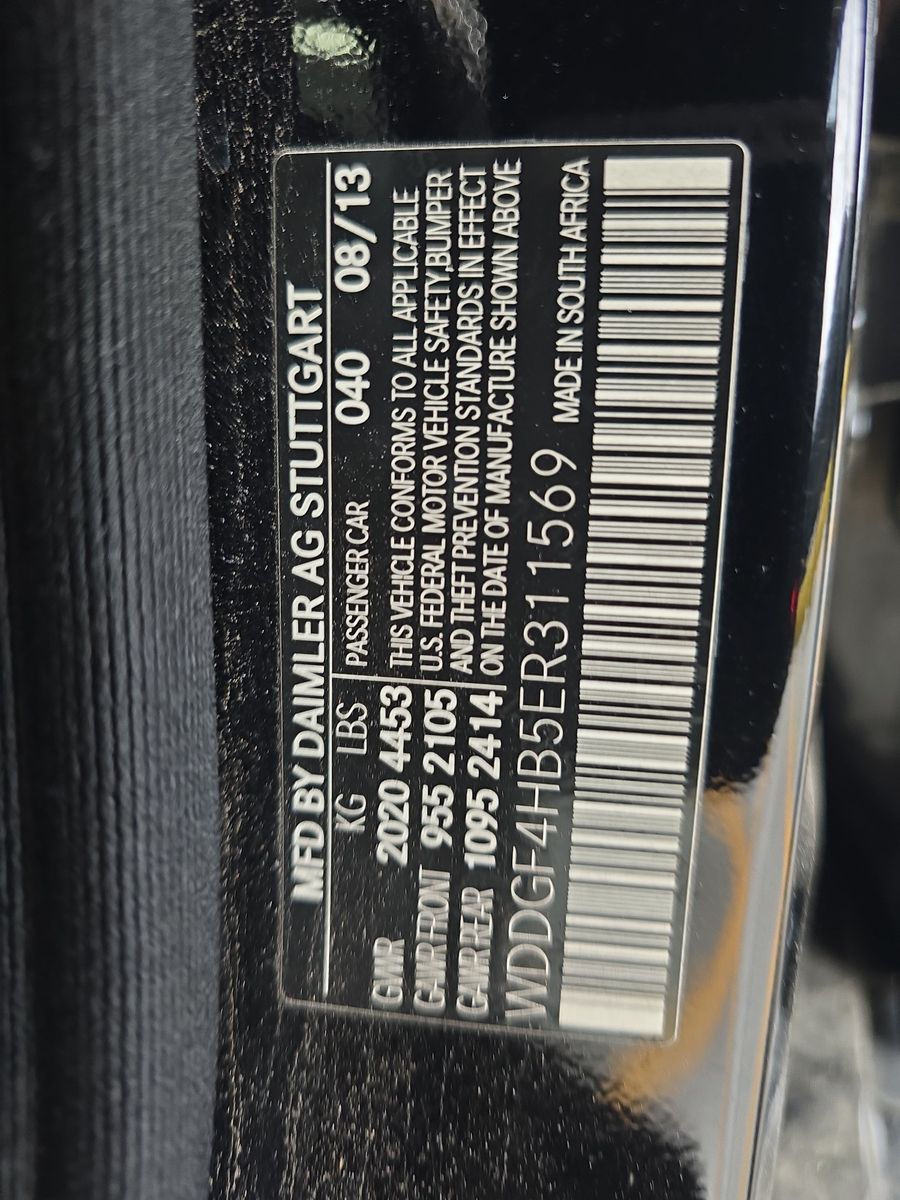 MFD BY DAIMLER AG STUTTGART
KG LBS PASSENGER CAR 040 08/13
GVWR 2020 4453 THIS VEHICLE CONFORMS TO ALL APPLICABLE
GAWR FRONT 955 2105 U.S. FEDERAL MOTOR VEHICLE SAFETY,BUMPER
GAWR REAR 1095 2414 AND THEFT PREVENTION STANDARDS IN EFFECT
ON THE DATE OF MANUFACTURE SHOWN ABOVE
WDDGF4HB5ER311569 MADE IN SOUTH AFRICA